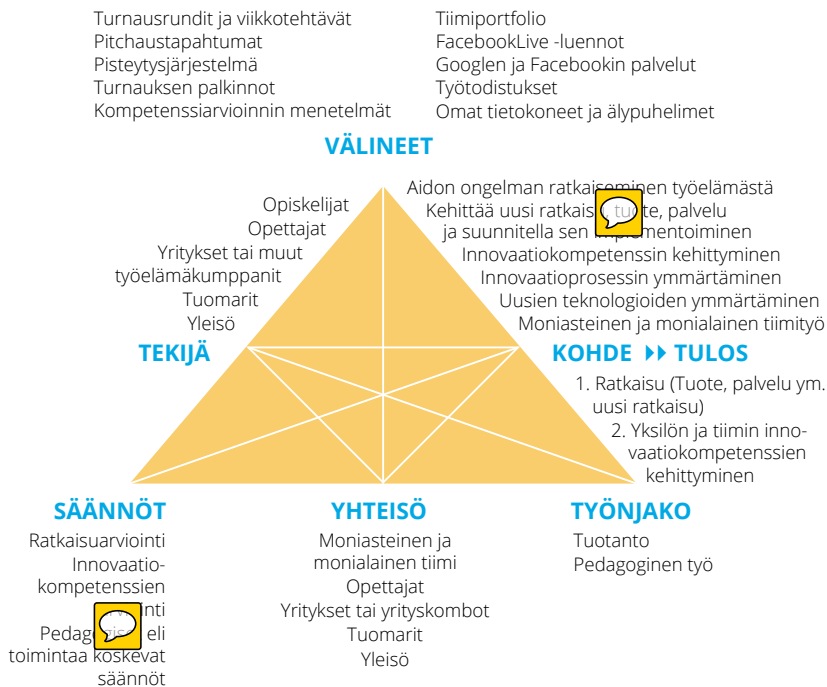 Turnausrundit ja viikkotehtävät
Pitchaustapahtumat
Pisteytysjärjestelmä
Turnauksen palkinnot
Kompetenssiarvioinnin menetelmät
Tiimiportfolio
FacebookLive -luennot
Googlen ja Facebookin palvelut
Työtodistukset
Omat tietokoneet ja älypuhelimet
VÄLINEET
Opiskelijat
Opettajat
Yritykset tai muut
työelämäkumppanit
Tuomarit
Yleisö
TEKIJÄ
Aidon ongelman ratkaiseminen työelämästä
Kehittää uusi ratkaisu, tuote, palvelu
ja suunnitella sen implementoiminen
Innovaatiokompetenssin kehittyminen
Innovaatioprosessin ymmärtäminen
Uusien teknologioiden ymmärtäminen
Moniasteinen ja monialainen tiimityö
KOHDE TULOS
1. Ratkaisu (Tuote, palvelu ym.
uusi ratkaisu)
2. Yksilön ja tiimin inno-
vaatiokompetenssien
kehittyminen
SÄÄNNÖT
Ratkaisuarviointi
Innovaatio-
kompetenssien
eli
toimintaa koskevat
säännöt
YHTEISÖ
Moniasteinen ja
monialainen tiimi
Opettajat
Yritykset tai yrityskombot
Tuomarit
Yleisö
TYÖNJAKO
Tuotanto
Pedagoginen työ